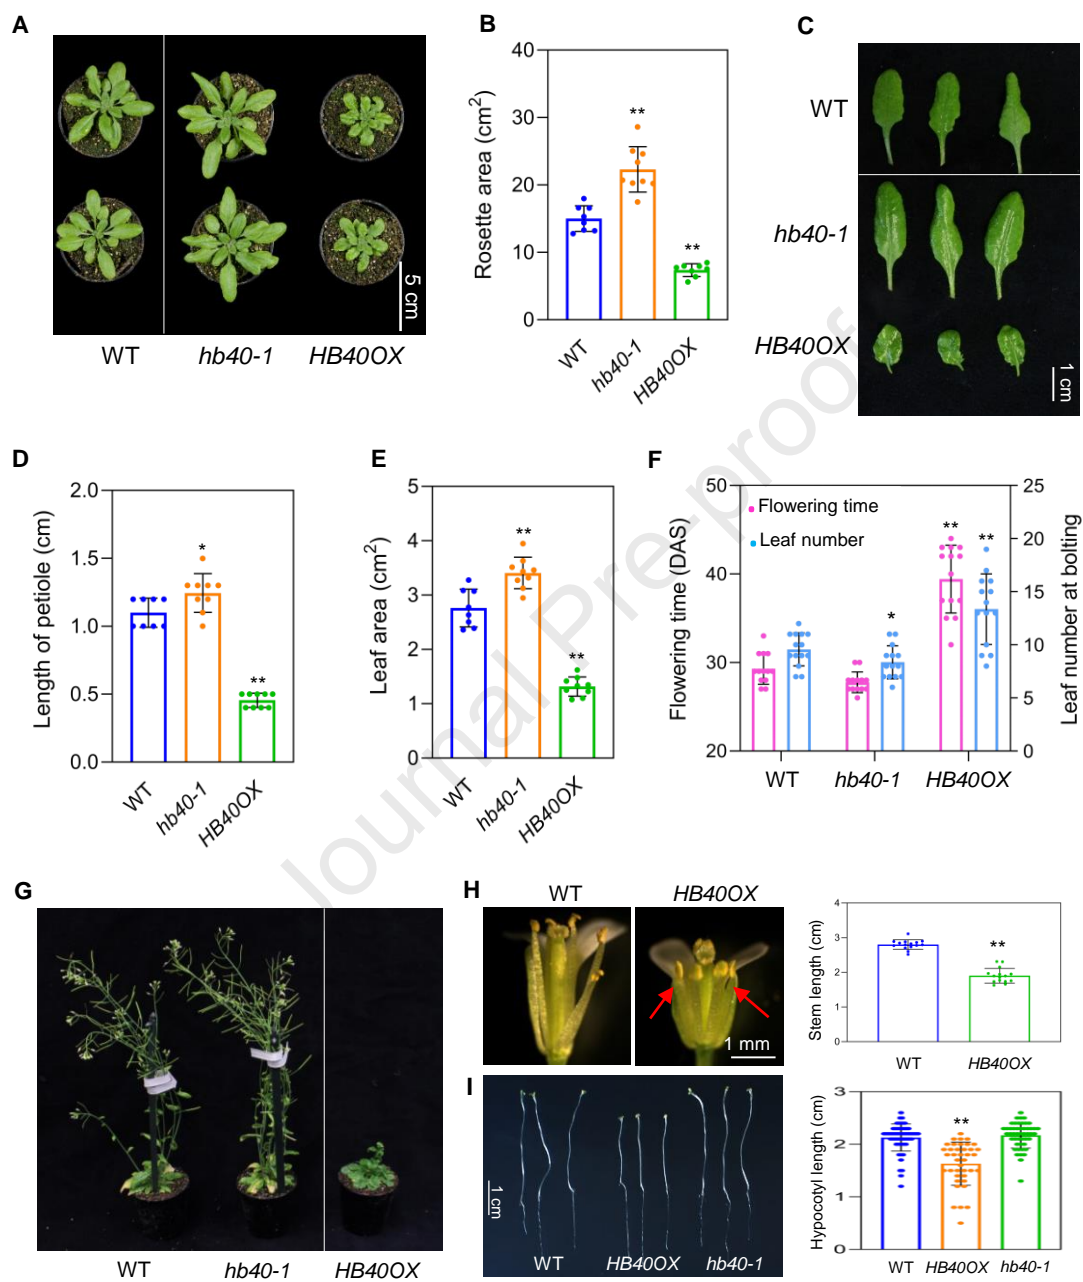 A
5 cm
WT
hb40-1
HB40OX
B
Rosette area (cm2)
40
30
20
10
0
**
**
WT
hb40-1
HB40OX
C
WT
hb40-1
HB40OX
1 cm
D
Length of petiole (cm)
2.0
1.5
1.0
0.5
0.0
*
**
WT
hb40-1
HB40OX
E
Leaf area (cm2)
5
4
3
2
1
0
**
**
WT
hb40-1
HB40OX
F
Flowering time (DAS)
50
40
30
20
Flowering time
Leaf number
*
**
**
25
20
15
10
5
0
Leaf number at bolting
WT
hb40-1
HB40OX
Journal Pre-proof
G
WT
hb40-1
HB40OX
H
WT
HB40OX
1 mm
Stem length (cm)
4
3
2
1
0
**
WT
HB40OX
I
1 cm
WT
HB40OX
hb40-1
Hypocotyl length (cm)
3
2
1
0
**
WT
HB40OX
hb40-1